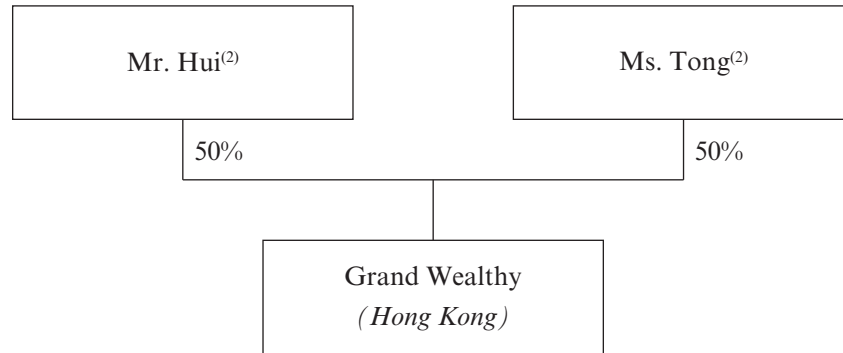 Mr. Hui(2)
Ms. Tong(2)
50%
50%
Grand Wealthy
(Hong Kong)